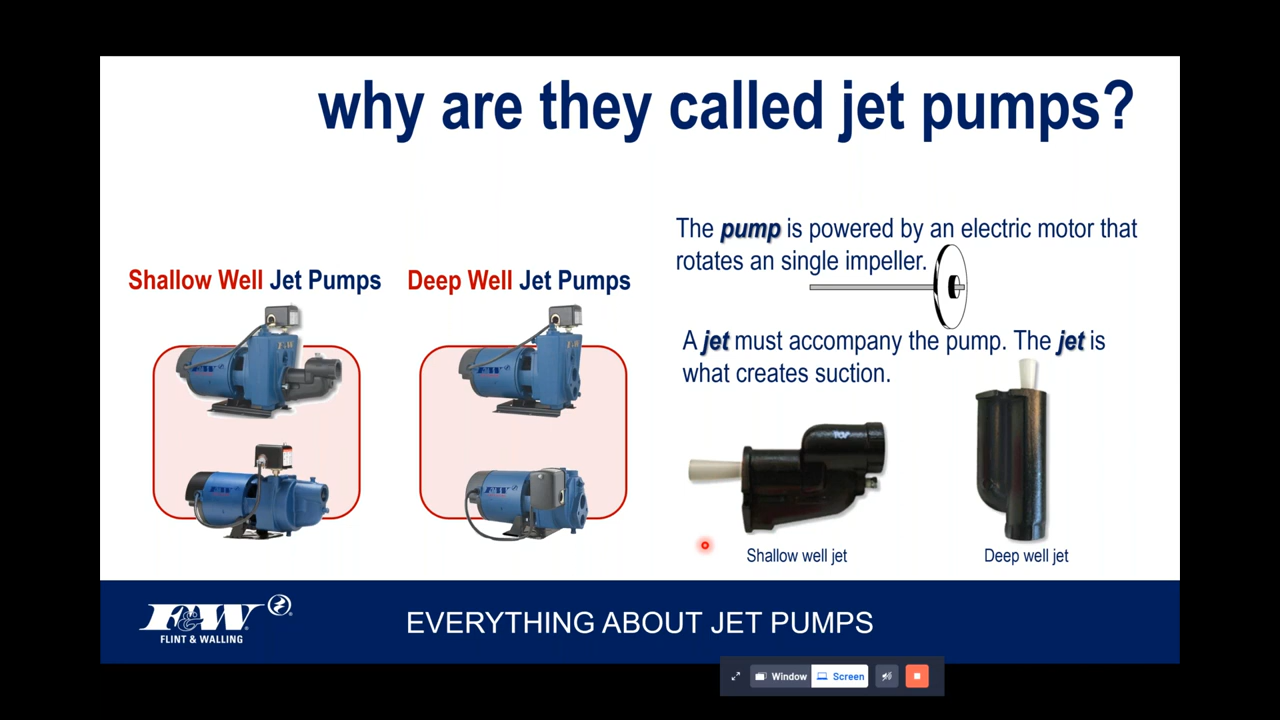 why are they called jet pumps?
Shallow Well Jet Pumps
Deep Well Jet Pumps
The pump is powered by an electric motor that
rotates an single impeller.
A jet must accompany the pump. The jet is
what creates suction.
Shallow well jet
Deep well jet
F&W
FLINT & WALLING
EVERYTHING ABOUT JET PUMPS
Window
Screen